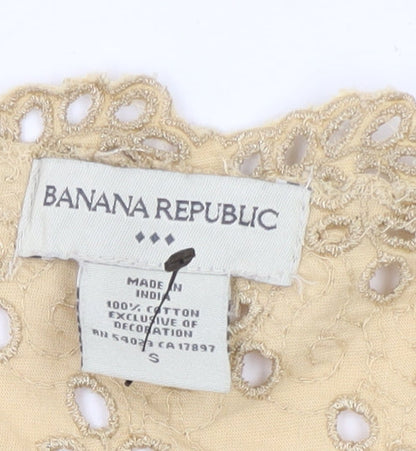 BANANA REPUBLIC
MADE IN
INDIA
100% COTTON
EXCLUSIVE OF
DECORATION
RN 54023 CA 17897
S